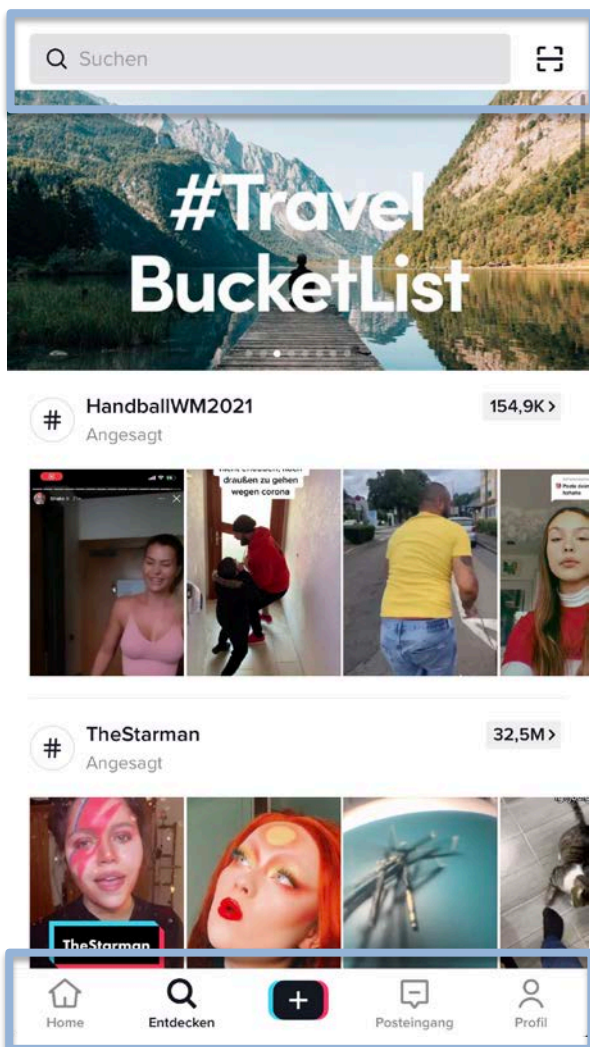 Suchen
#Travel
BucketList
# HandballWM2021 154,9K >
Angesagt
draußen zu gehen
wegen corona
# TheStarman 32,5M >
Angesagt
TheStarman
Home Entdecken Posteingang Profil